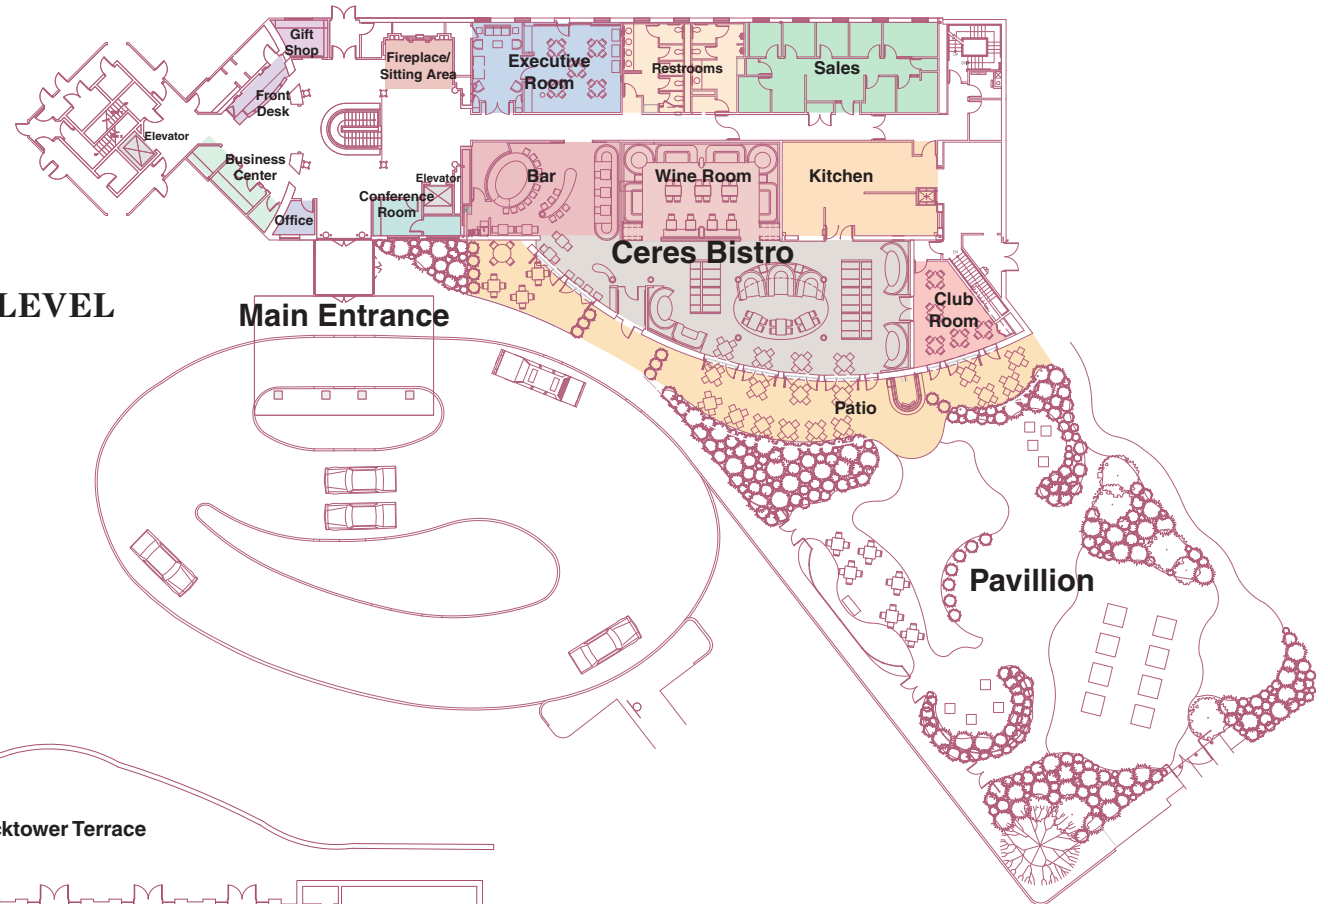 Gift
Shop
Fireplace/
Sitting Area
Executive
Room
Restrooms
Sales
Front
Desk
Elevator
Business
Center
Office
Elevator
Conference
Room
Bar
Wine Room
Kitchen
Ceres Bistro
Club
Room
LEVEL
Main Entrance
Patio
Pavillion
cktower Terrace